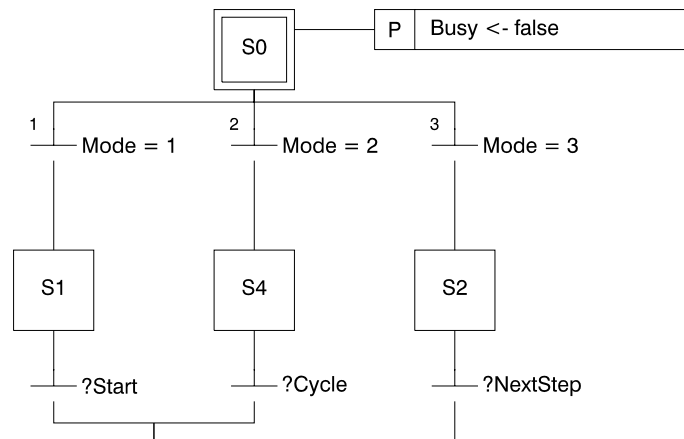 S0
P
Busy <- false
1
Mode = 1
2
Mode = 2
3
Mode = 3
S1
S4
S2
?Start
?Cycle
?NextStep